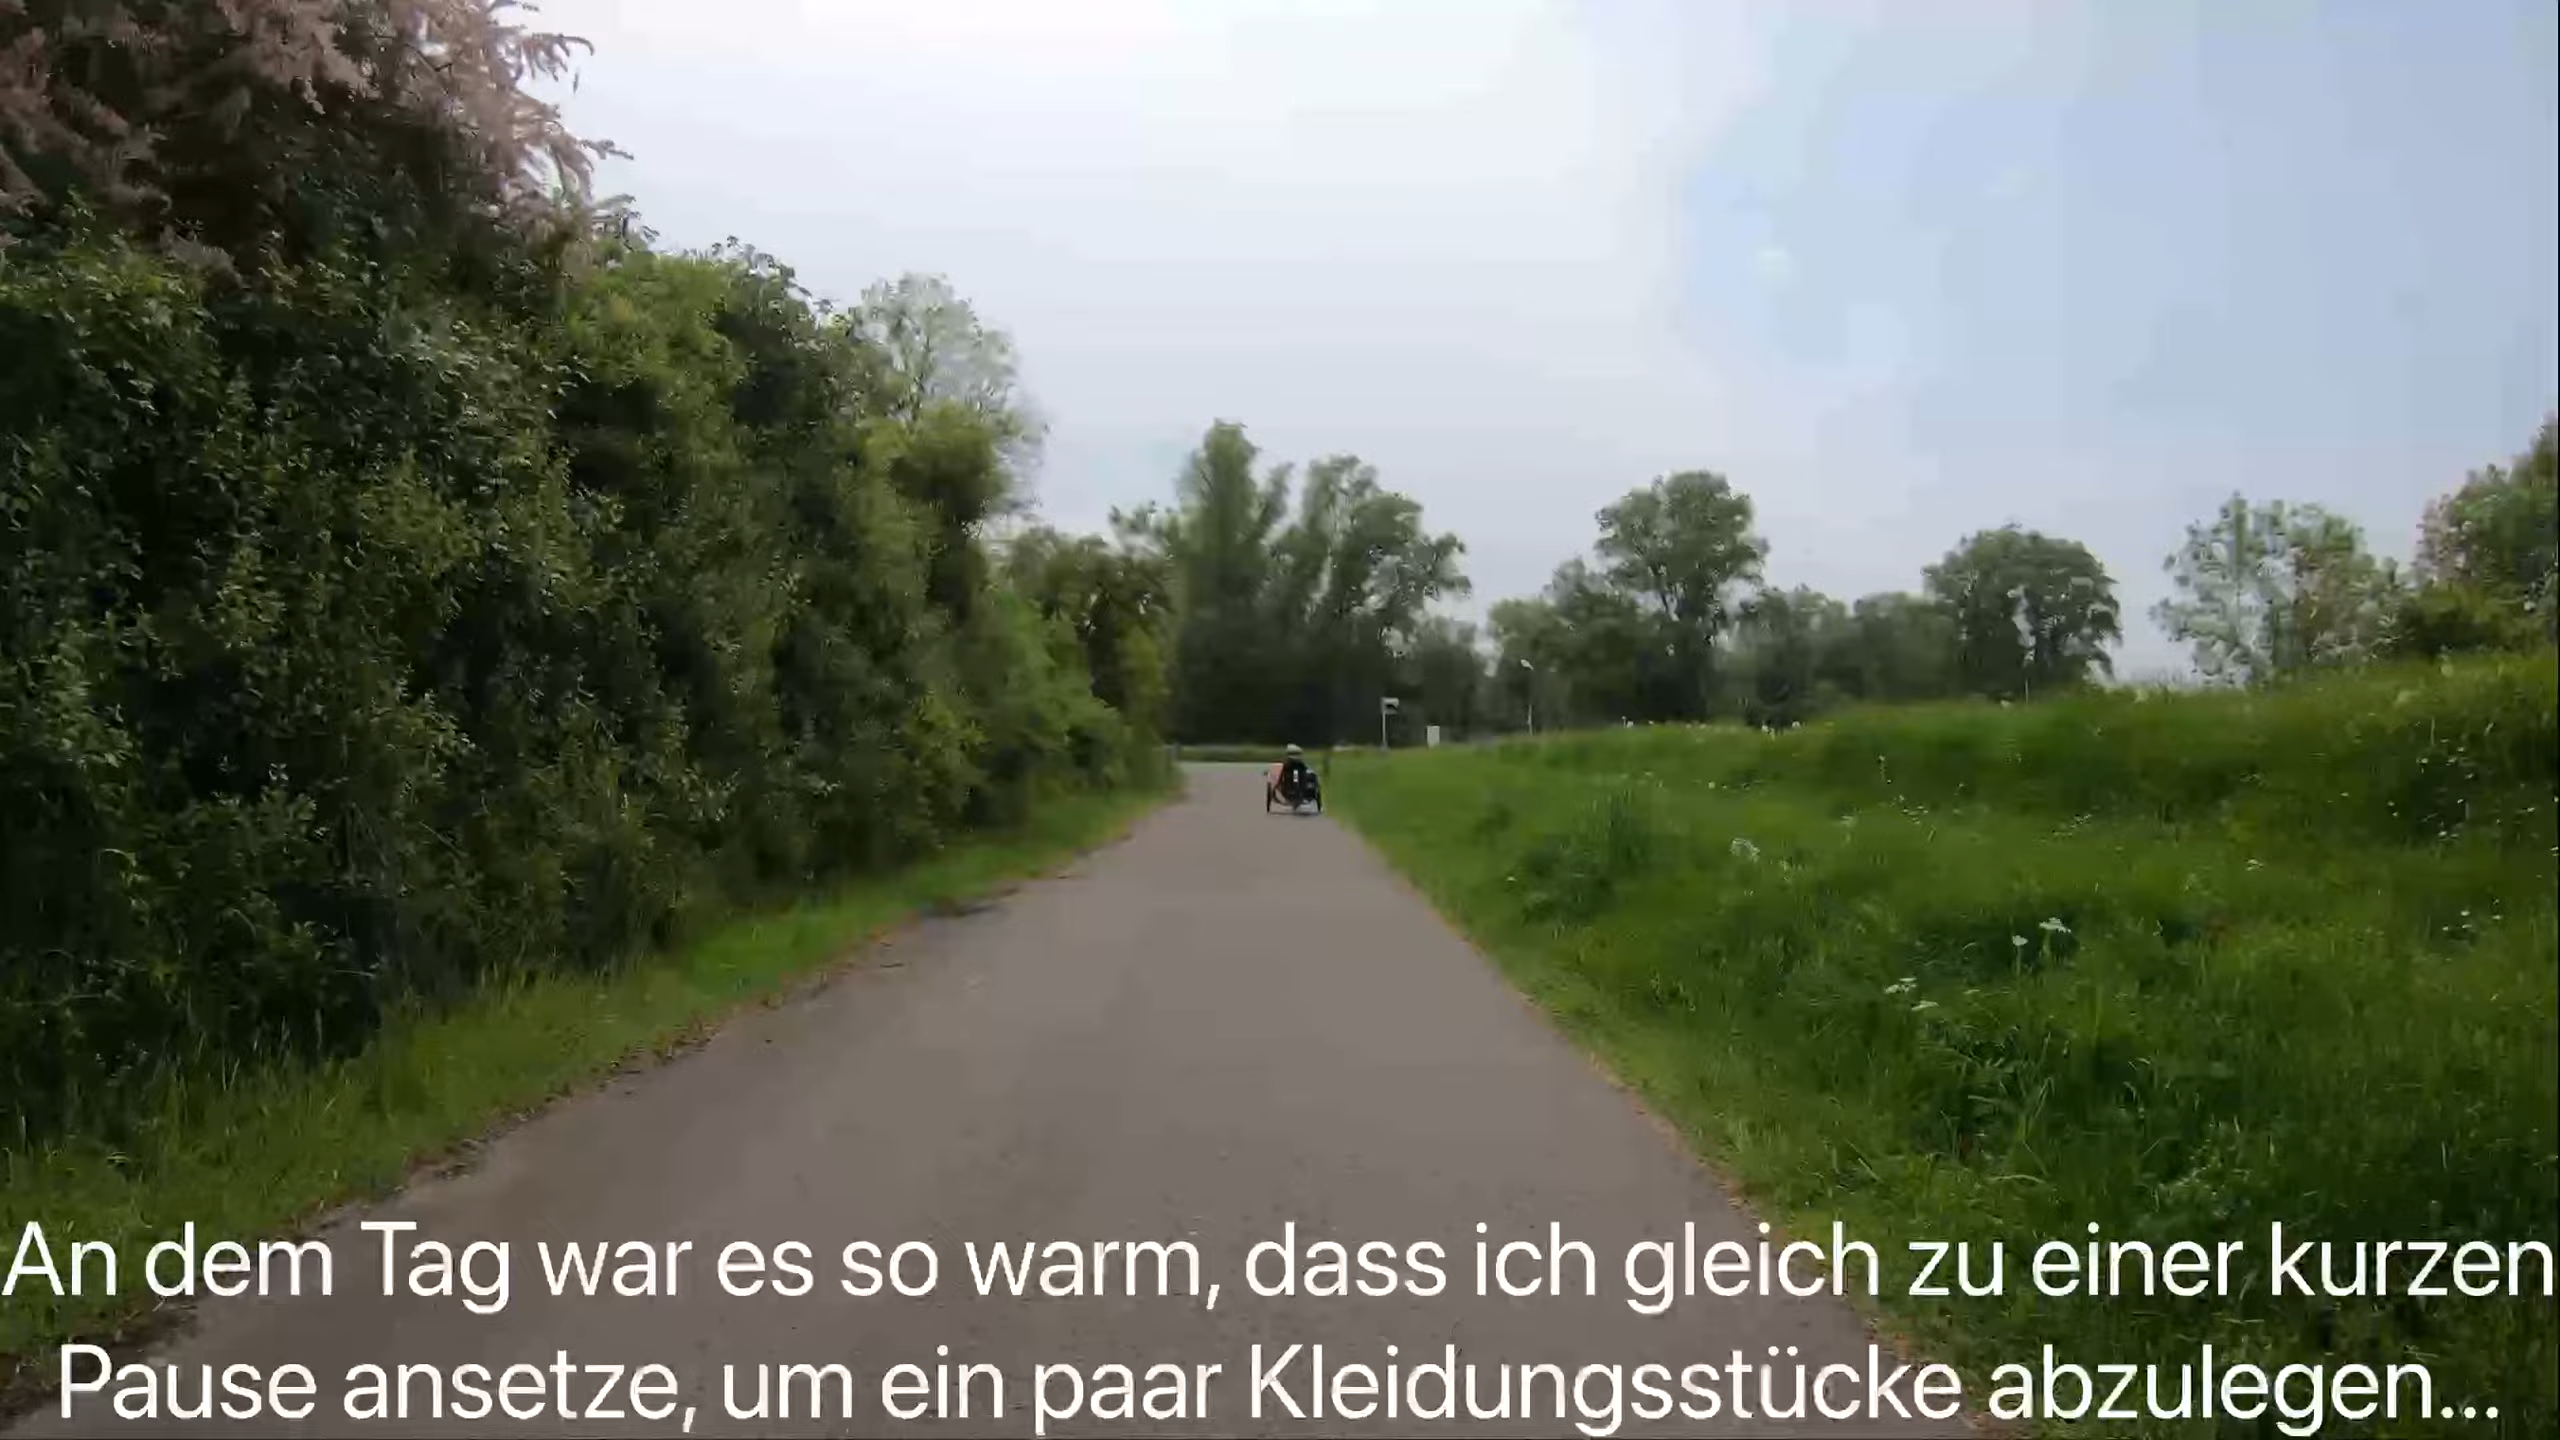 An dem Tag war es so warm, dass ich gleich zu einer kurzen
Pause ansetze, um ein paar Kleidungsstücke abzulegen...